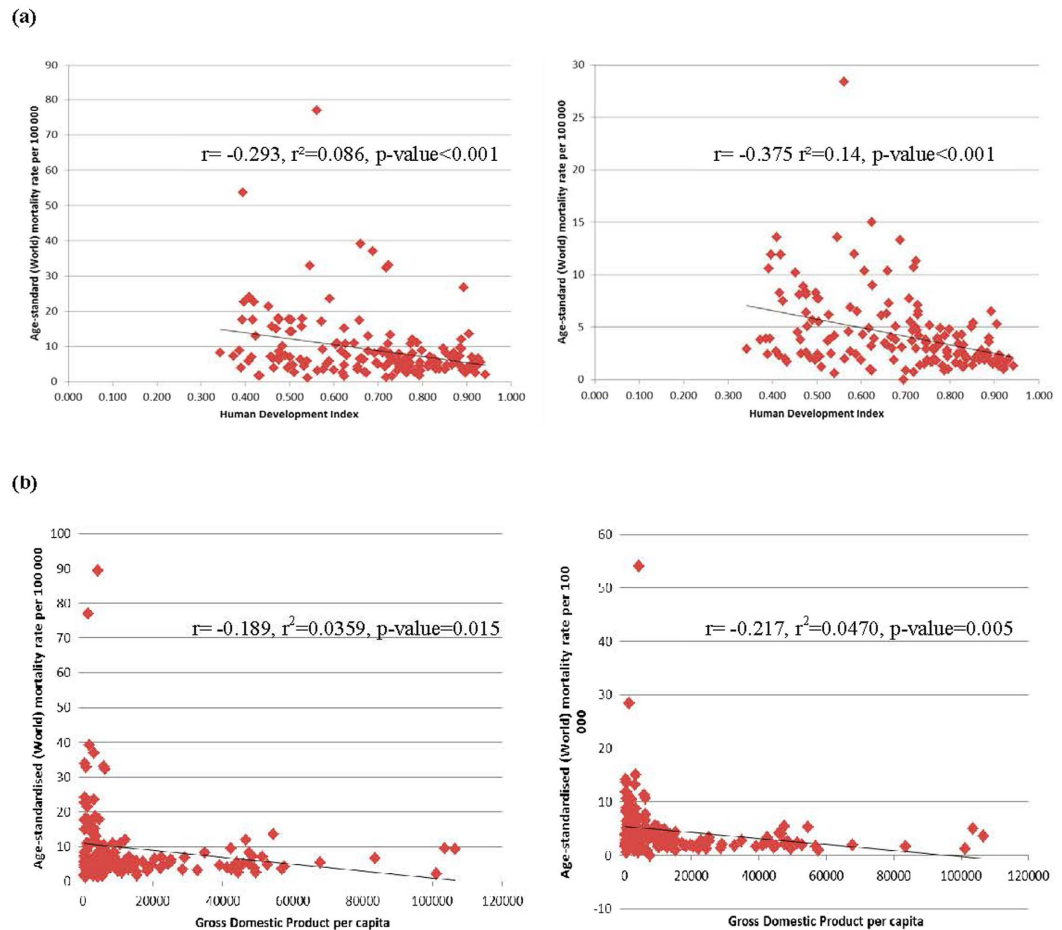 (a)
Age-standard (World) mortality rate per 100 000
90
80
70
60
50
40
30
20
10
0
r= -0.293, r²=0.086, p-value<0.001
0.000 0.100 0.200 0.300 0.400 0.500 0.600 0.700 0.800 0.900 1.000
Human Development Index
Age-standard (World) mortality rate per 100 000
30
25
20
15
10
5
0
r= -0.375 r²=0.14, p-value<0.001
0.000 0.100 0.200 0.300 0.400 0.500 0.600 0.700 0.800 0.900 1.000
Human Development Index
(b)
Age-standardised (World) mortality rate per 100 000
100
90
80
70
60
50
40
30
20
10
0
r= -0.189, r²=0.0359, p-value=0.015
0 20000 40000 60000 80000 100000 120000
Gross Domestic Product per capita
Age-standardised (World) mortality rate per 100
000
60
50
40
30
20
10
0
-10
r= -0.217, r²=0.0470, p-value=0.005
0 20000 40000 60000 80000 100000 120000
Gross Domestic Product per capita